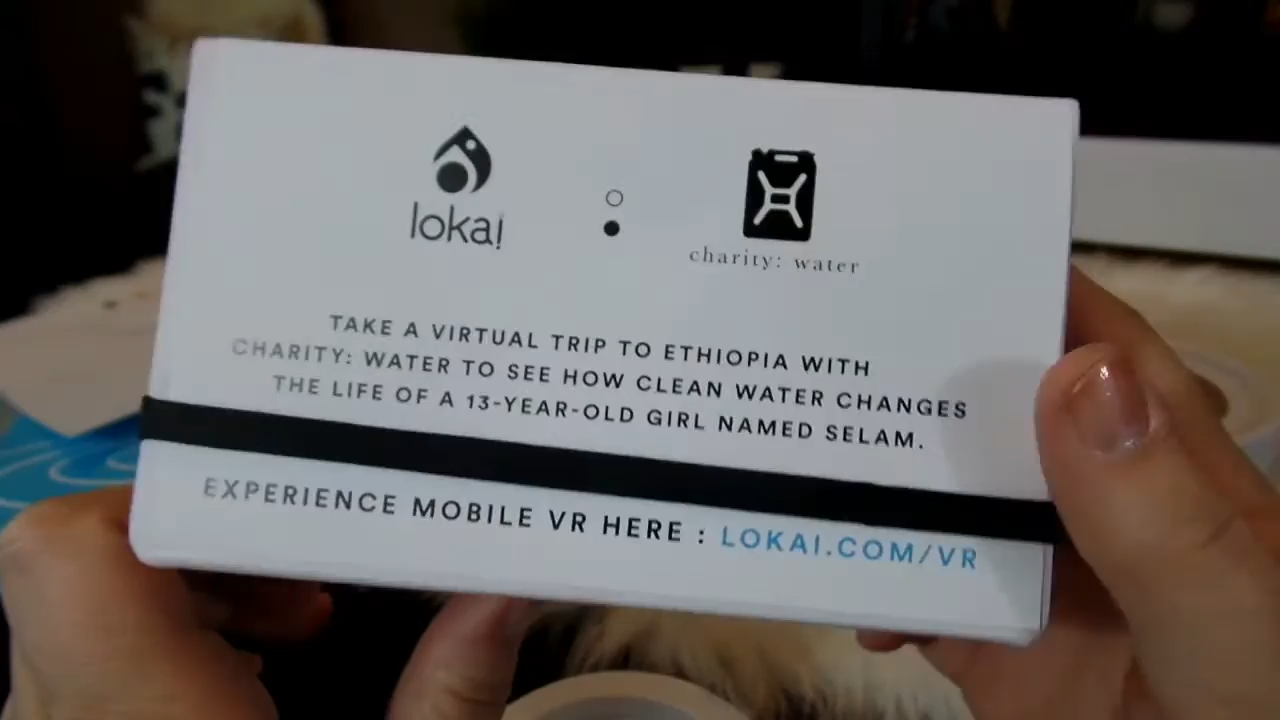 lokai
charity: water
TAKE A VIRTUAL TRIP TO ETHIOPIA WITH
CHARITY: WATER TO SEE HOW CLEAN WATER CHANGES
THE LIFE OF A 13-YEAR-OLD GIRL NAMED SELAM.
EXPERIENCE MOBILE VR HERE : LOKAI.COM/VR